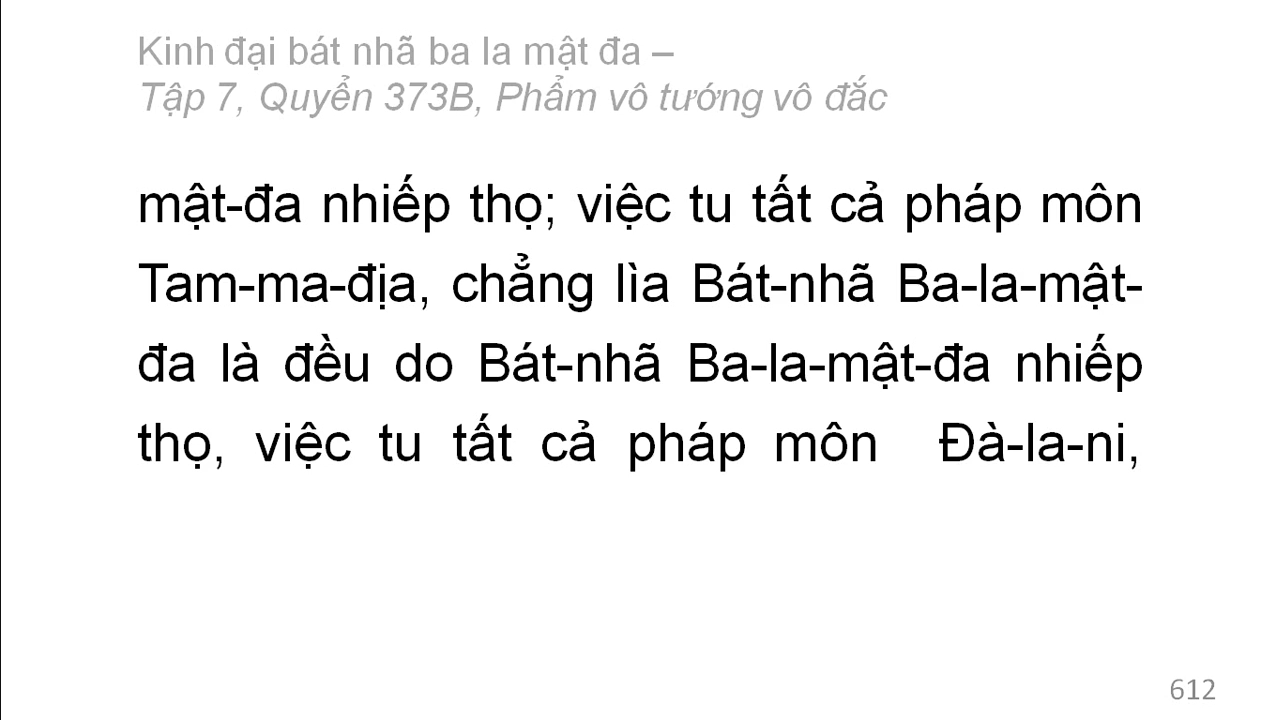 Kinh đại bát nhã ba la mật đa –
Tập 7, Quyển 373B, Phẩm vô tướng vô đắc
mật-đa nhiếp thọ; việc tu tất cả pháp môn
Tam-ma-địa, chẳng lìa Bát-nhã Ba-la-mật-
đa là đều do Bát-nhã Ba-la-mật-đa nhiếp
thọ, việc tu tất cả pháp môn Đà-la-ni,
612